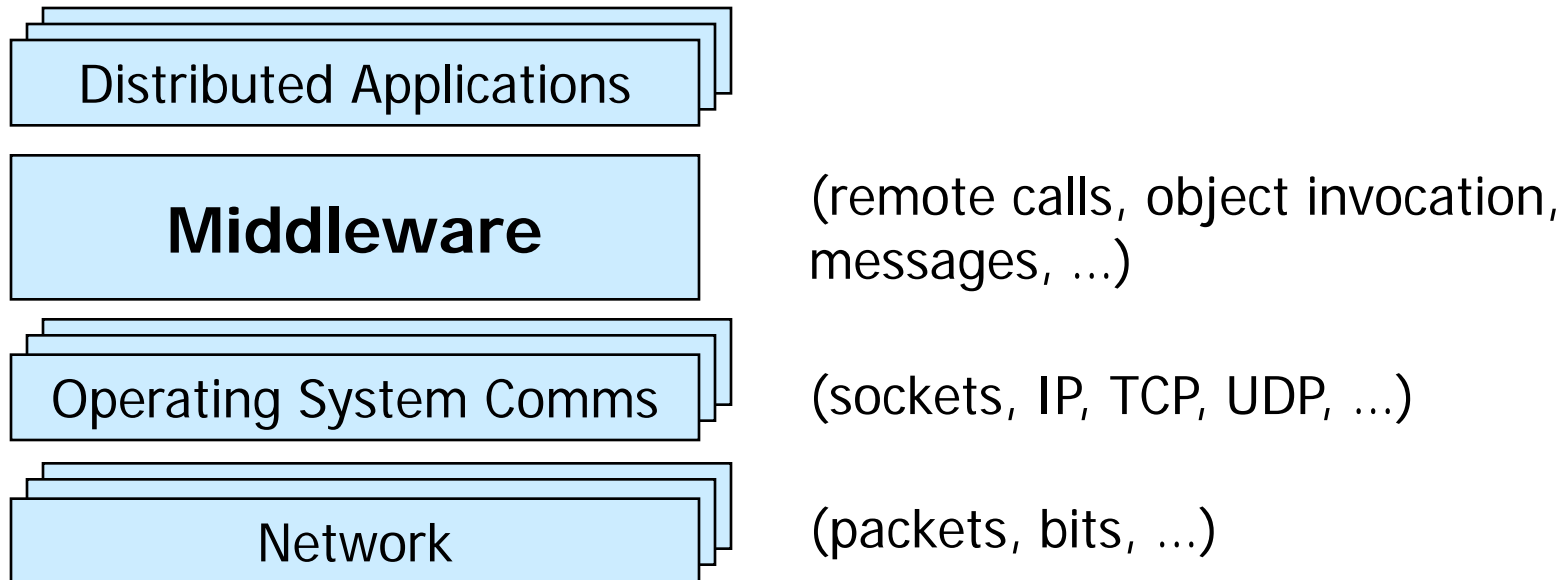 Distributed Applications
Middleware
(remote calls, object invocation,
messages, ...)
Operating System Comms
(sockets, IP, TCP, UDP, ...)
Network
(packets, bits, ...)